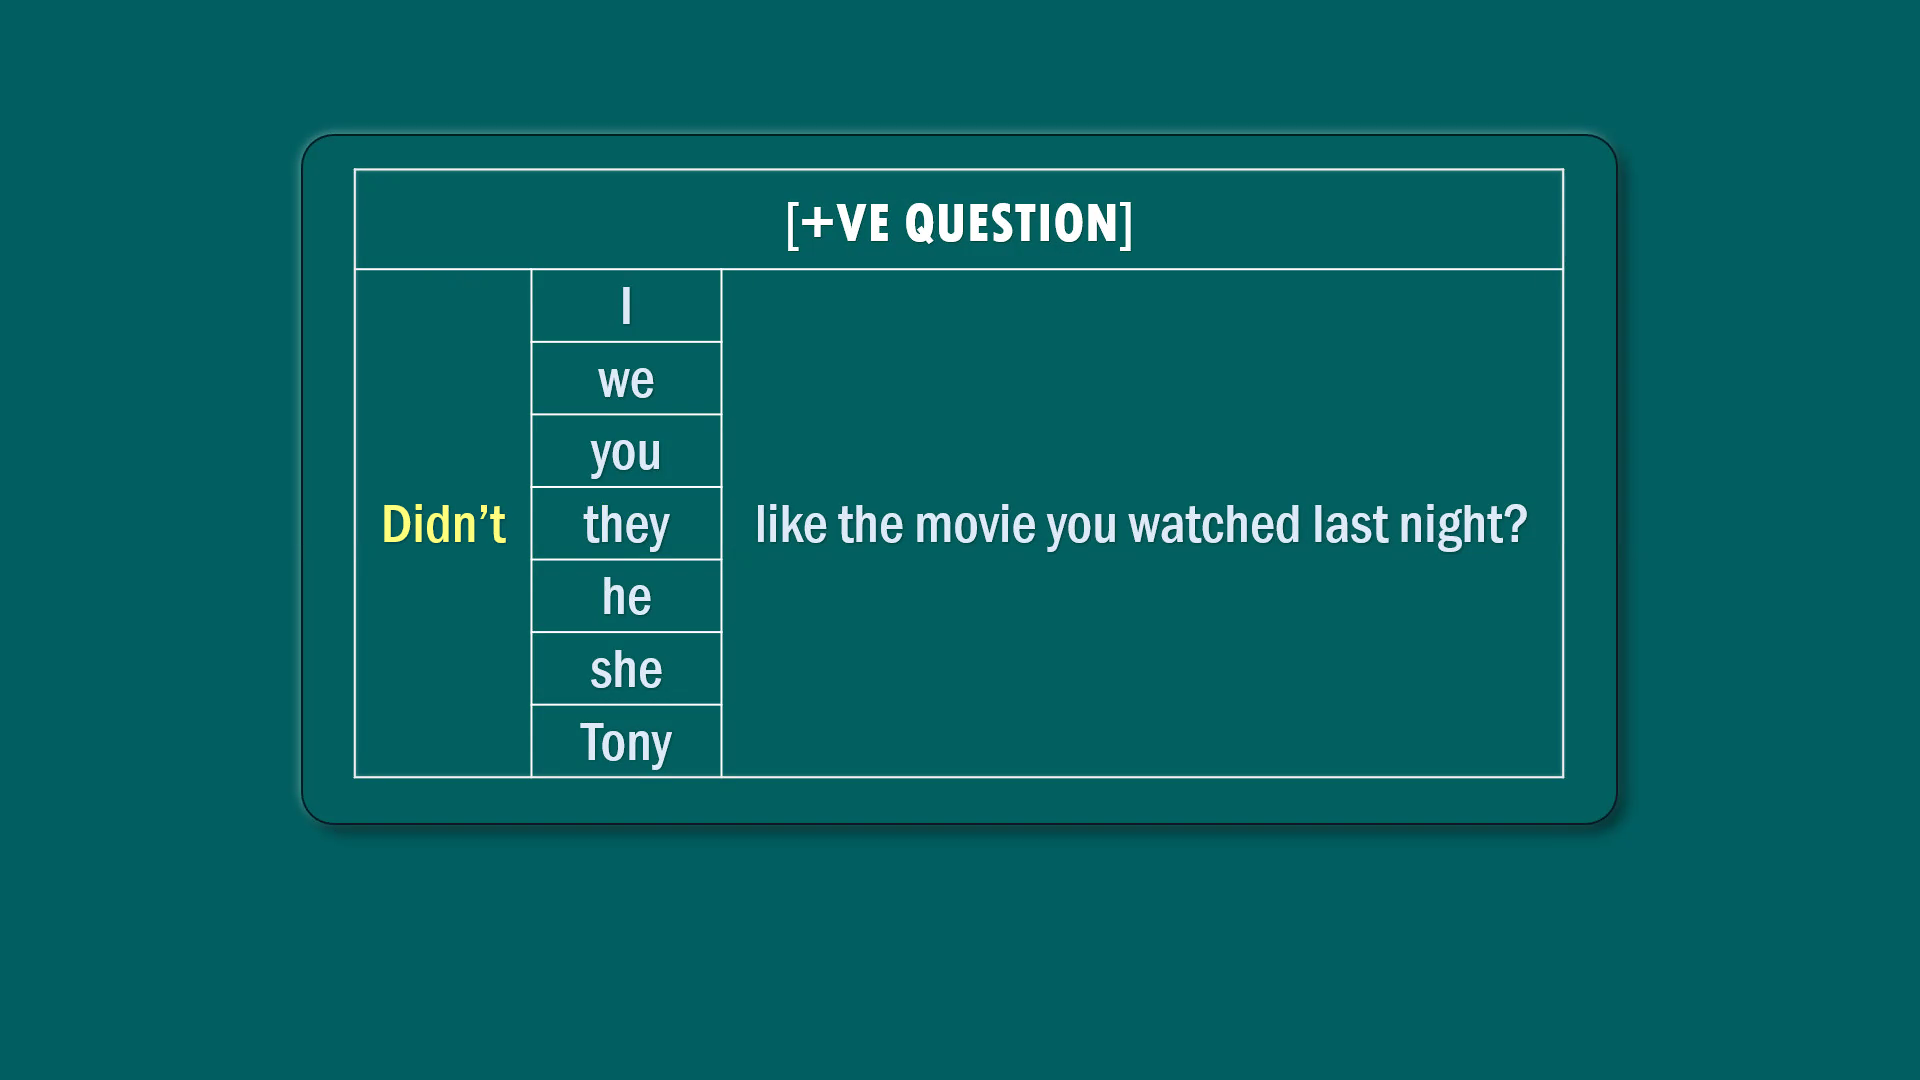 [+VE QUESTION]
I
we
you
Didn’t they like the movie you watched last night?
he
she
Tony